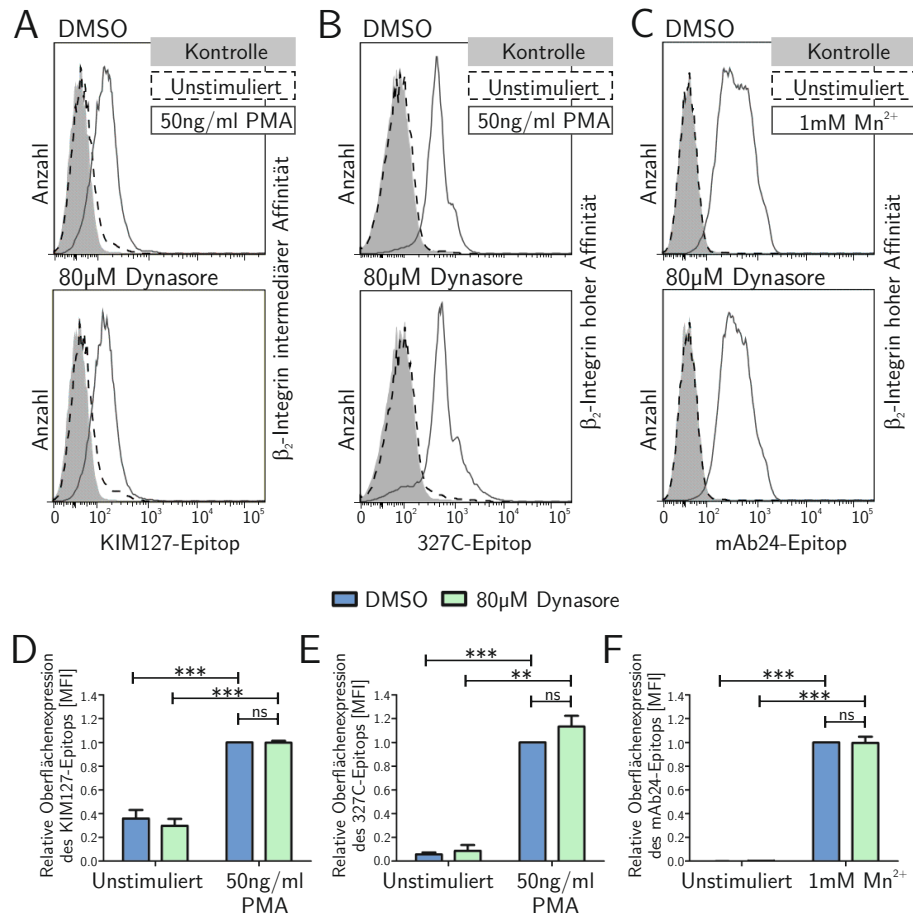 A
DMSO
Kontrolle
Unstimuliert
50ng/ml PMA
Anzahl
80µM Dynasore
Anzahl
0 10² 10³ 10⁴ 10⁵
KIM127-Epitop
β₂-Integrin intermediärer Affinität
B
DMSO
Kontrolle
Unstimuliert
50ng/ml PMA
Anzahl
80µM Dynasore
Anzahl
0 10² 10³ 10⁴ 10⁵
327C-Epitop
β₂-Integrin hoher Affinität
C
DMSO
Kontrolle
Unstimuliert
1mM Mn²⁺
Anzahl
80µM Dynasore
Anzahl
0 10² 10³ 10⁴ 10⁵
mAb24-Epitop
β₂-Integrin hoher Affinität
DMSO 80µM Dynasore
D
Relative Oberflächenexpression
des KIM127-Epitops [MFI]
1.4
1.2
1.0
0.8
0.6
0.4
0.2
0.0
***
***
ns
Unstimuliert 50ng/ml
PMA
E
Relative Oberflächenexpression
des 327C-Epitops [MFI]
1.4
1.2
1.0
0.8
0.6
0.4
0.2
0.0
***
**
ns
Unstimuliert 50ng/ml
PMA
F
Relative Oberflächenexpression
des mAb24-Epitops [MFI]
1.4
1.2
1.0
0.8
0.6
0.4
0.2
0.0
***
***
ns
Unstimuliert 1mM Mn²⁺